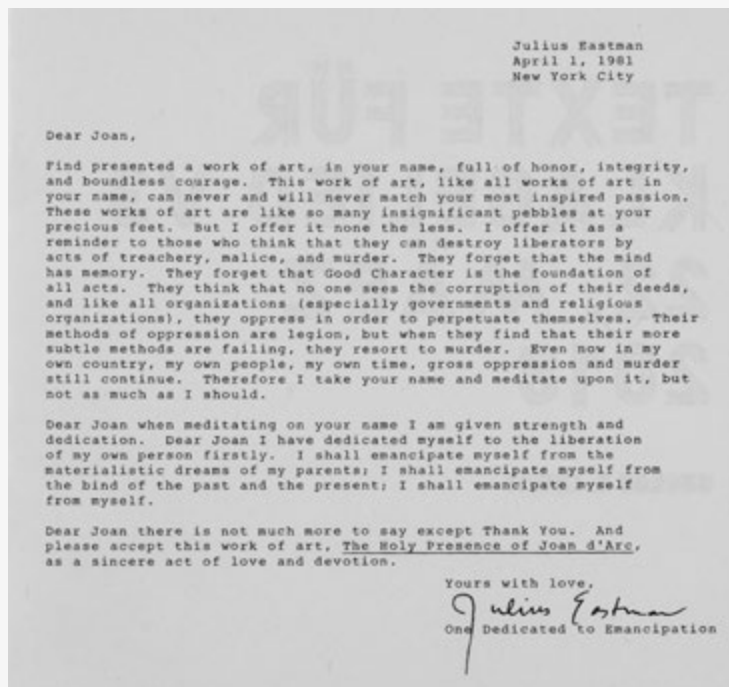 Julius Eastman
April 1, 1981
New York City
Dear Joan,
Find presented a work of art, in your name, full of honor, integrity,
and boundless courage. This work of art, like all works of art in
your name, can never and will never match your most inspired passion.
These works of art are like so many insignificant pebbles at your
precious feet. But I offer it none the less. I offer it as a
reminder to those who think that they can destroy liberators by
acts of treachery, malice, and murder. They forget that the mind
has memory. They forget that Good Character is the foundation of
all acts. They think that no one sees the corruption of their deeds,
and like all organizations (especially governments and religious
organizations), they oppress in order to perpetuate themselves. Their
methods of oppression are legion, but when they find that their more
subtle methods are failing, they resort to murder. Even now in my
own country, my own people, my own time, gross oppression and murder
still continue. Therefore I take your name and meditate upon it, but
not as much as I should.
Dear Joan when meditating on your name I am given strength and
dedication. Dear Joan I have dedicated myself to the liberation
of my own person firstly. I shall emancipate myself from the
materialistic dreams of my parents; I shall emancipate myself from
the bind of the past and the present; I shall emancipate myself
from myself.
Dear Joan there is not much more to say except Thank You. And
please accept this work of art, The Holy Presence of Joan d'Arc,
as a sincere act of love and devotion.
Yours with love,
Julius Eastman
One Dedicated to Emancipation